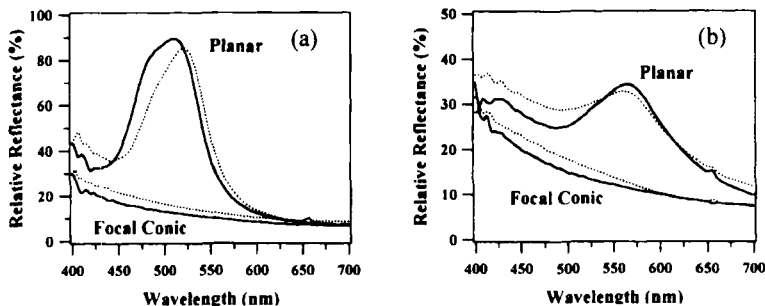 Relative Reflectance (%)
100
80
60
40
20
0
Planar
(a)
Focal Conic
400 450 500 550 600 650 700
Wavelength (nm)
Relative Reflectance (%)
50
40
30
20
10
0
(b)
Planar
Focal Conic
400 450 500 550 600 650 700
Wavelength (nm)